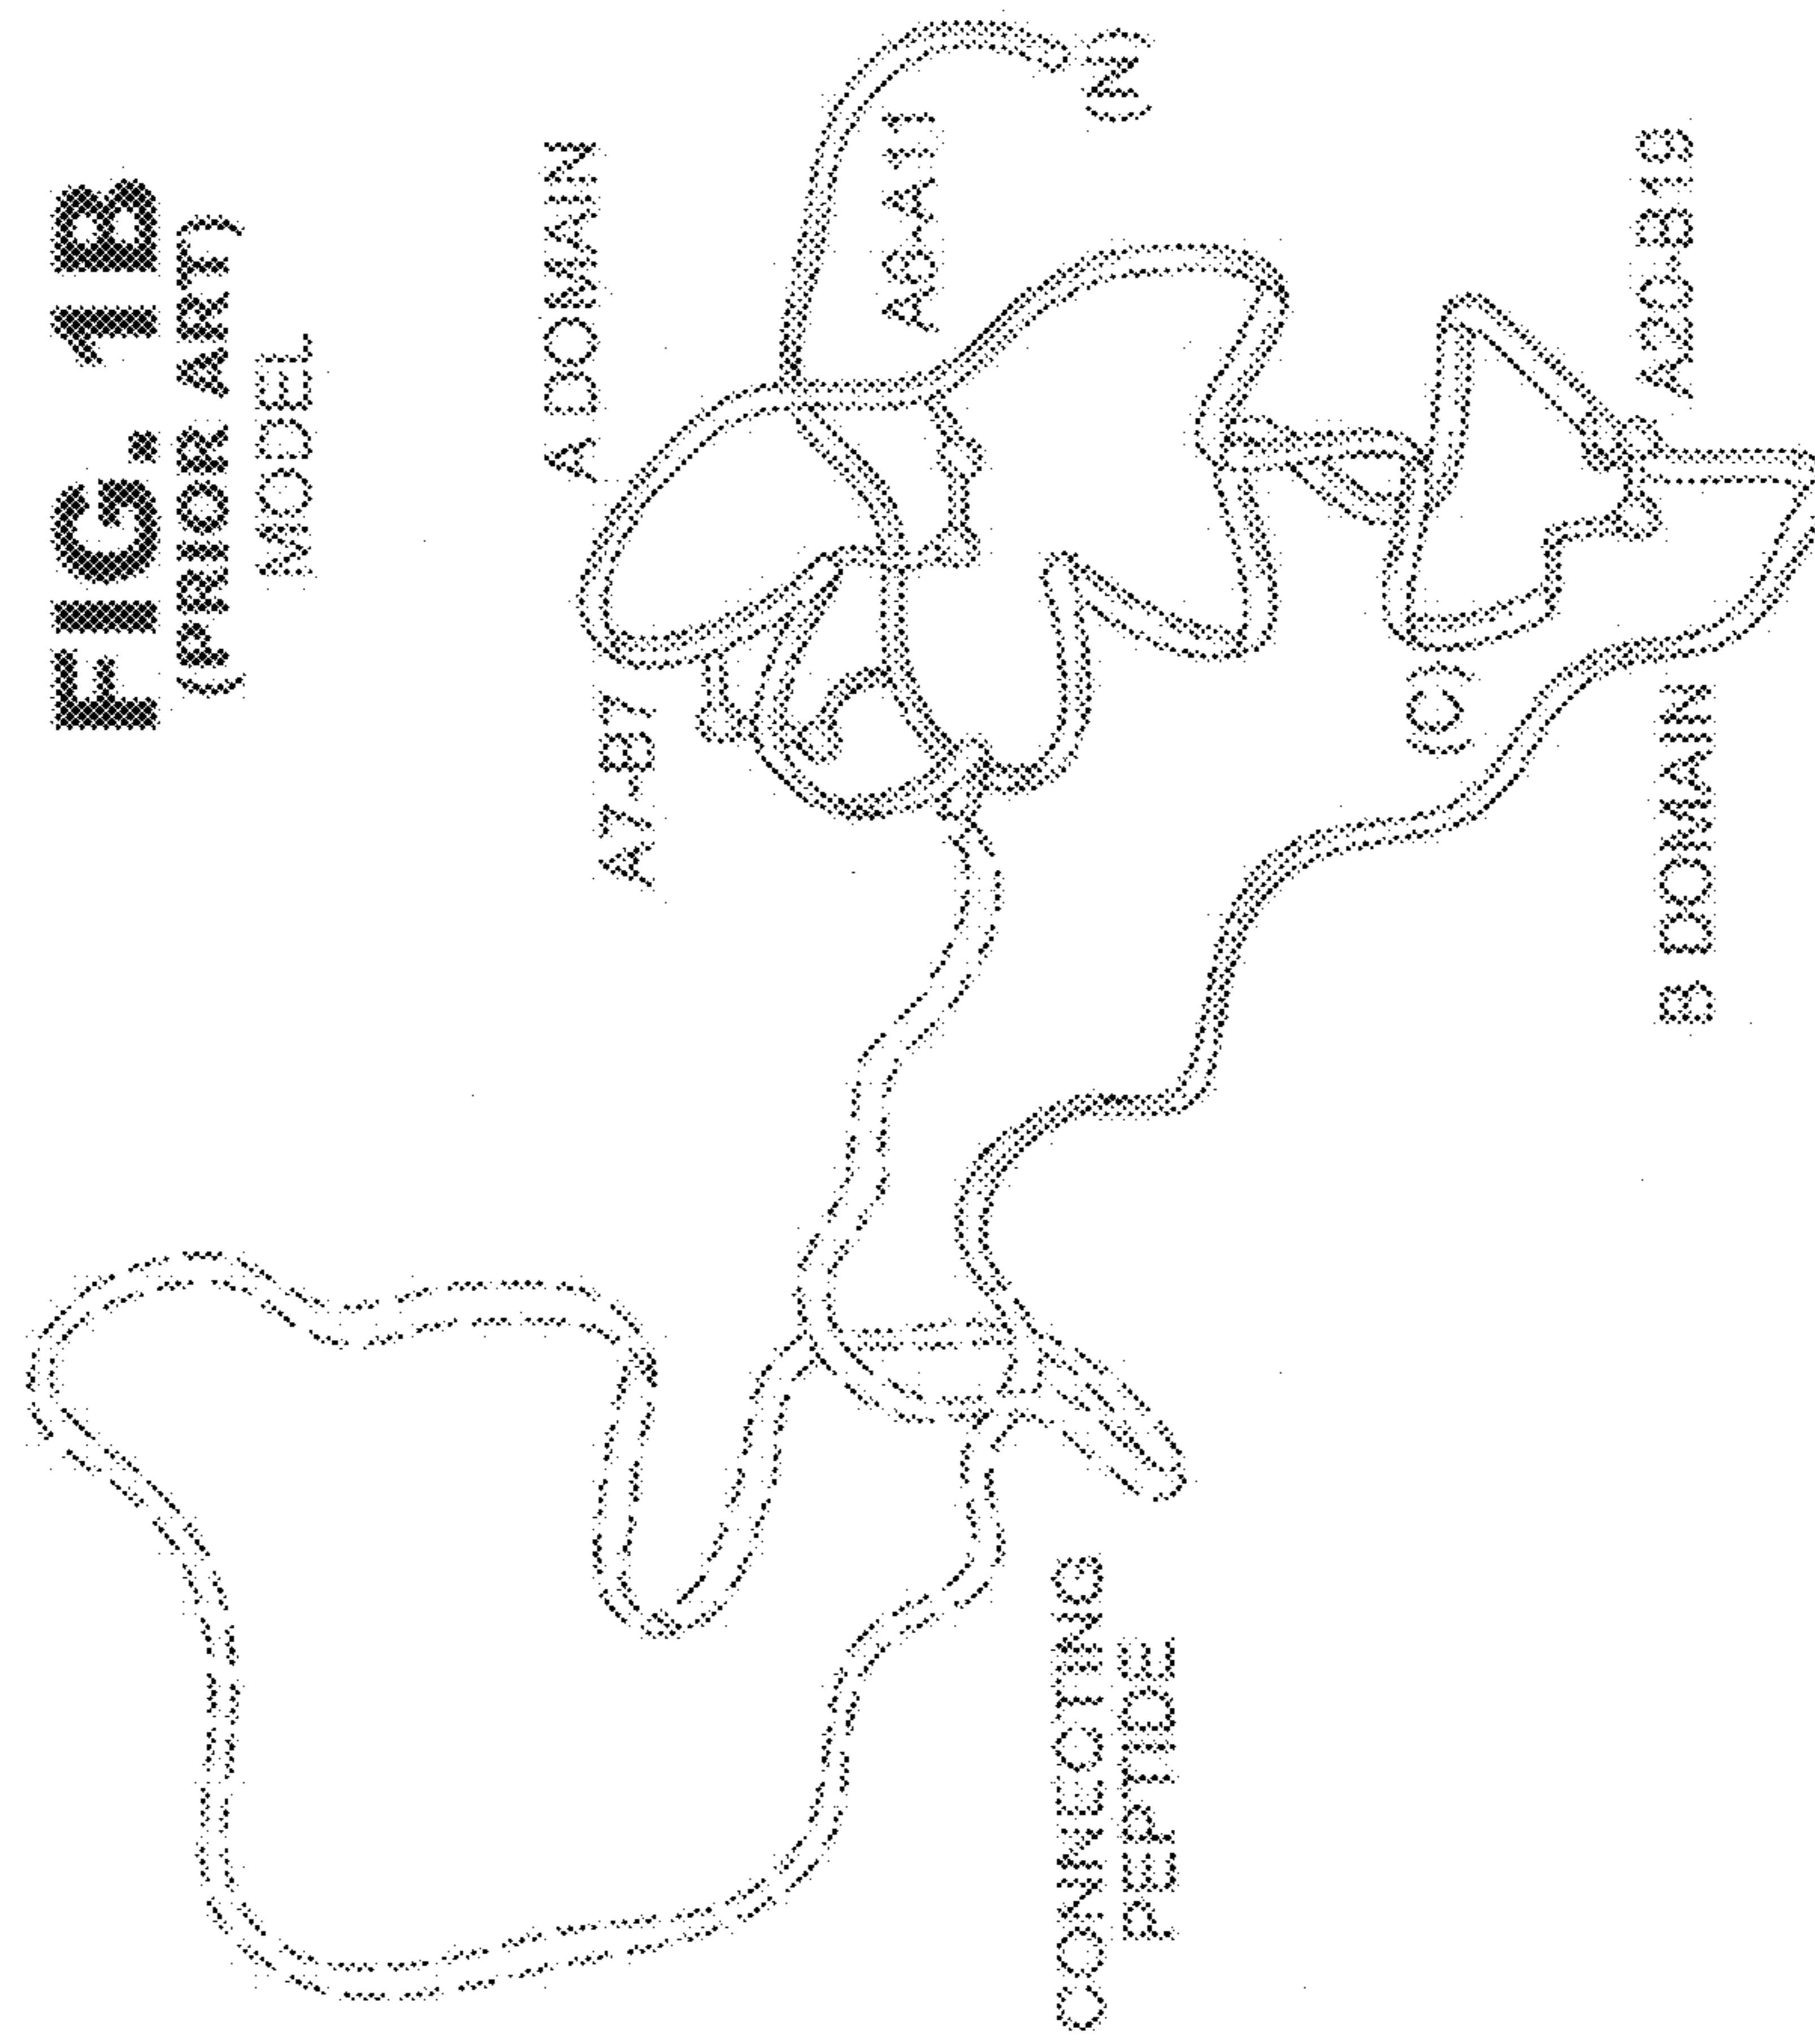 FIG. 1B
(PRIOR ART)
MODEL
A DOMAIN
A7-B7
A6-A11
(N)
(C)
A20-B19
B DOMAIN
CONNECTING
PEPTIDE